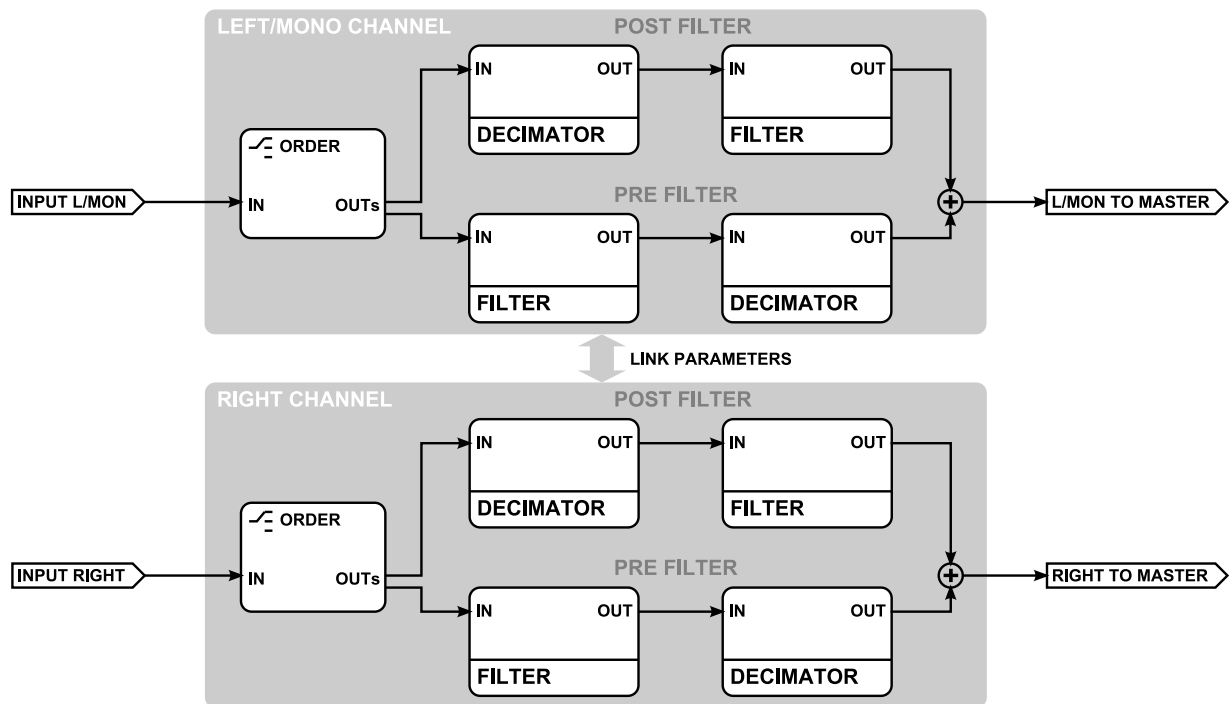 LEFT/MONO CHANNEL
POST FILTER
IN OUT
DECIMATOR
IN OUT
FILTER
ORDER
IN
OUTs
INPUT L/MON
PRE FILTER
IN OUT
FILTER
IN OUT
DECIMATOR
+
L/MON TO MASTER
LINK PARAMETERS
RIGHT CHANNEL
POST FILTER
IN OUT
DECIMATOR
IN OUT
FILTER
ORDER
IN
OUTs
INPUT RIGHT
PRE FILTER
IN OUT
FILTER
IN OUT
DECIMATOR
+
RIGHT TO MASTER